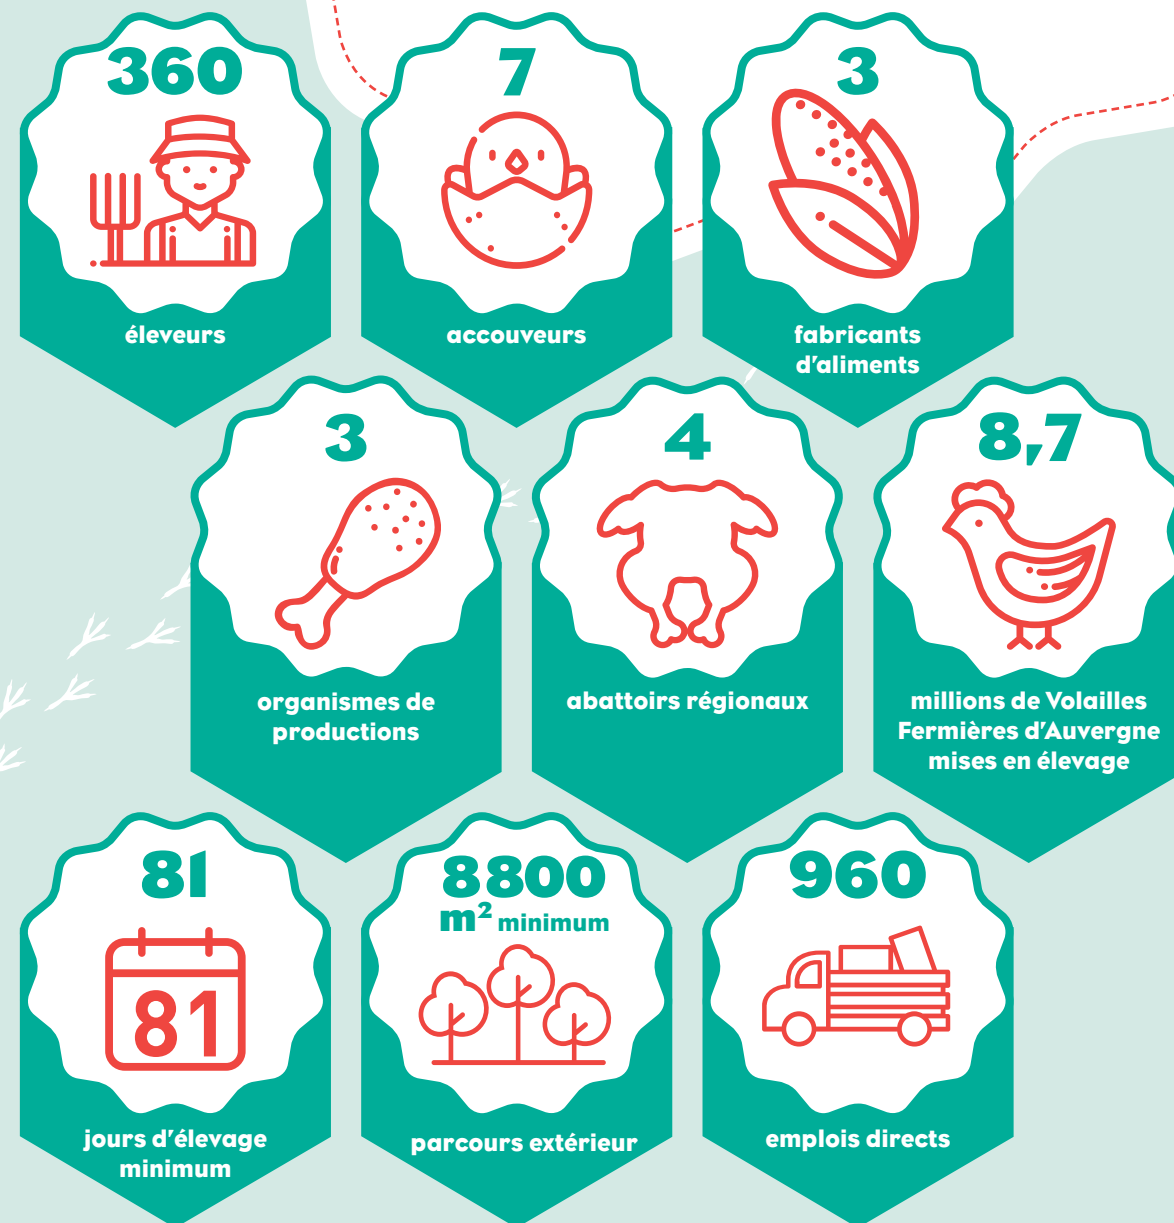 360
éleveurs
7
accouveurs
3
fabricants
d'aliments
3
organismes de
productions
4
abattoirs régionaux
8,7
millions de Volailles
Fermières d'Auvergne
mises en élevage
81
81
jours d'élevage
minimum
8800
m² minimum
parcours extérieur
960
emplois directs